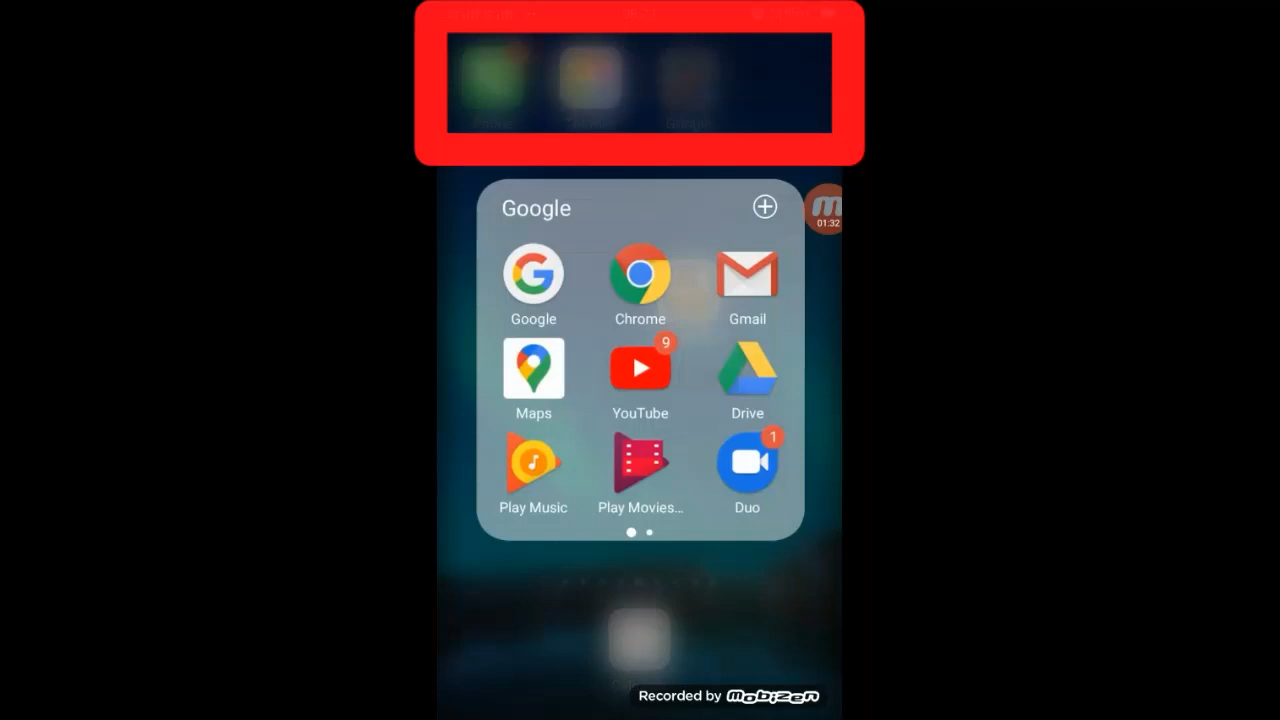 Google
01:32
Google Chrome Gmail
9
Maps YouTube Drive
1
Play Music Play Movies... Duo
Recorded by mobizen